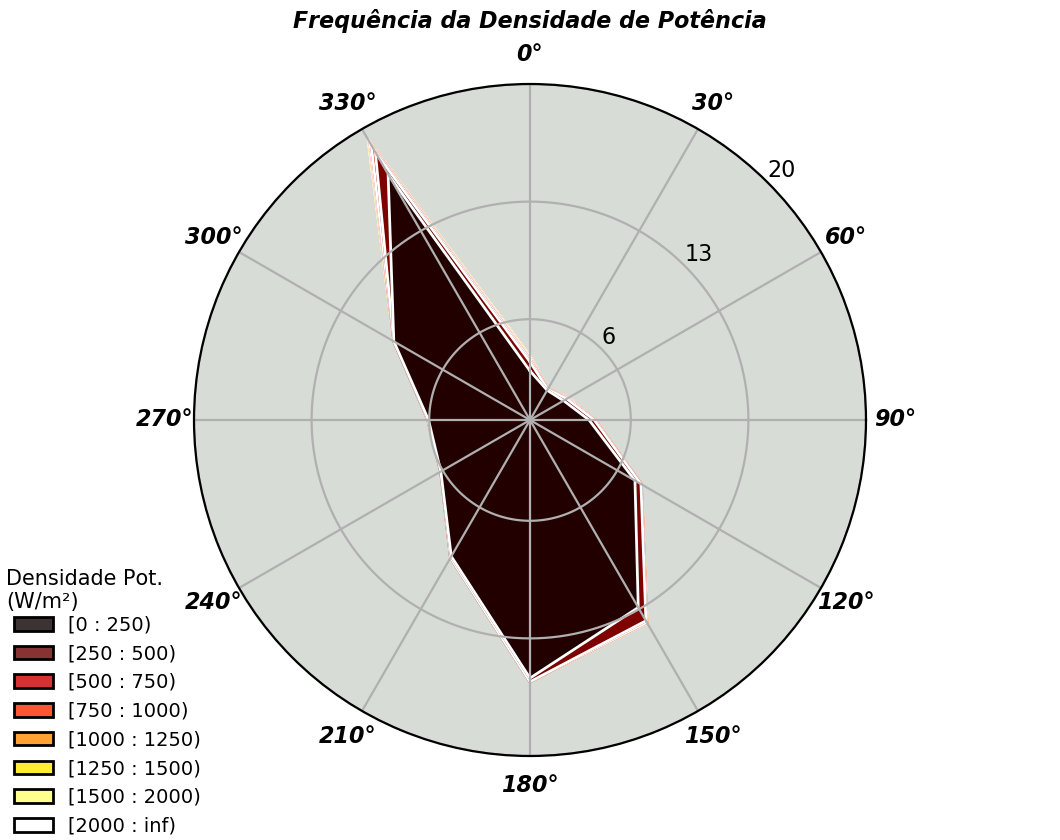 Frequência da Densidade de Potência
0°
330°
30°
20
300°
60°
13
6
270°
90°
240°
120°
210°
150°
180°
Densidade Pot.
(W/m²)
[0 : 250)
[250 : 500)
[500 : 750)
[750 : 1000)
[1000 : 1250)
[1250 : 1500)
[1500 : 2000)
[2000 : inf)